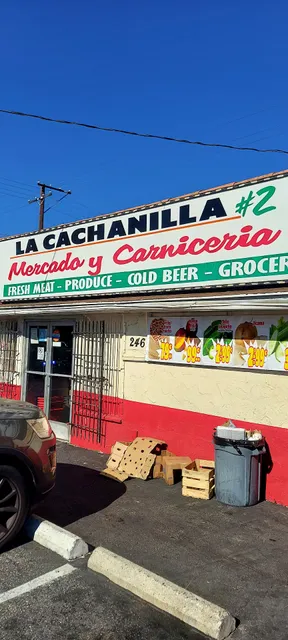 LA CACHANILLA #2
Mercado y Carniceria
FRESH MEAT - PRODUCE - COLD BEER - GROCER
246